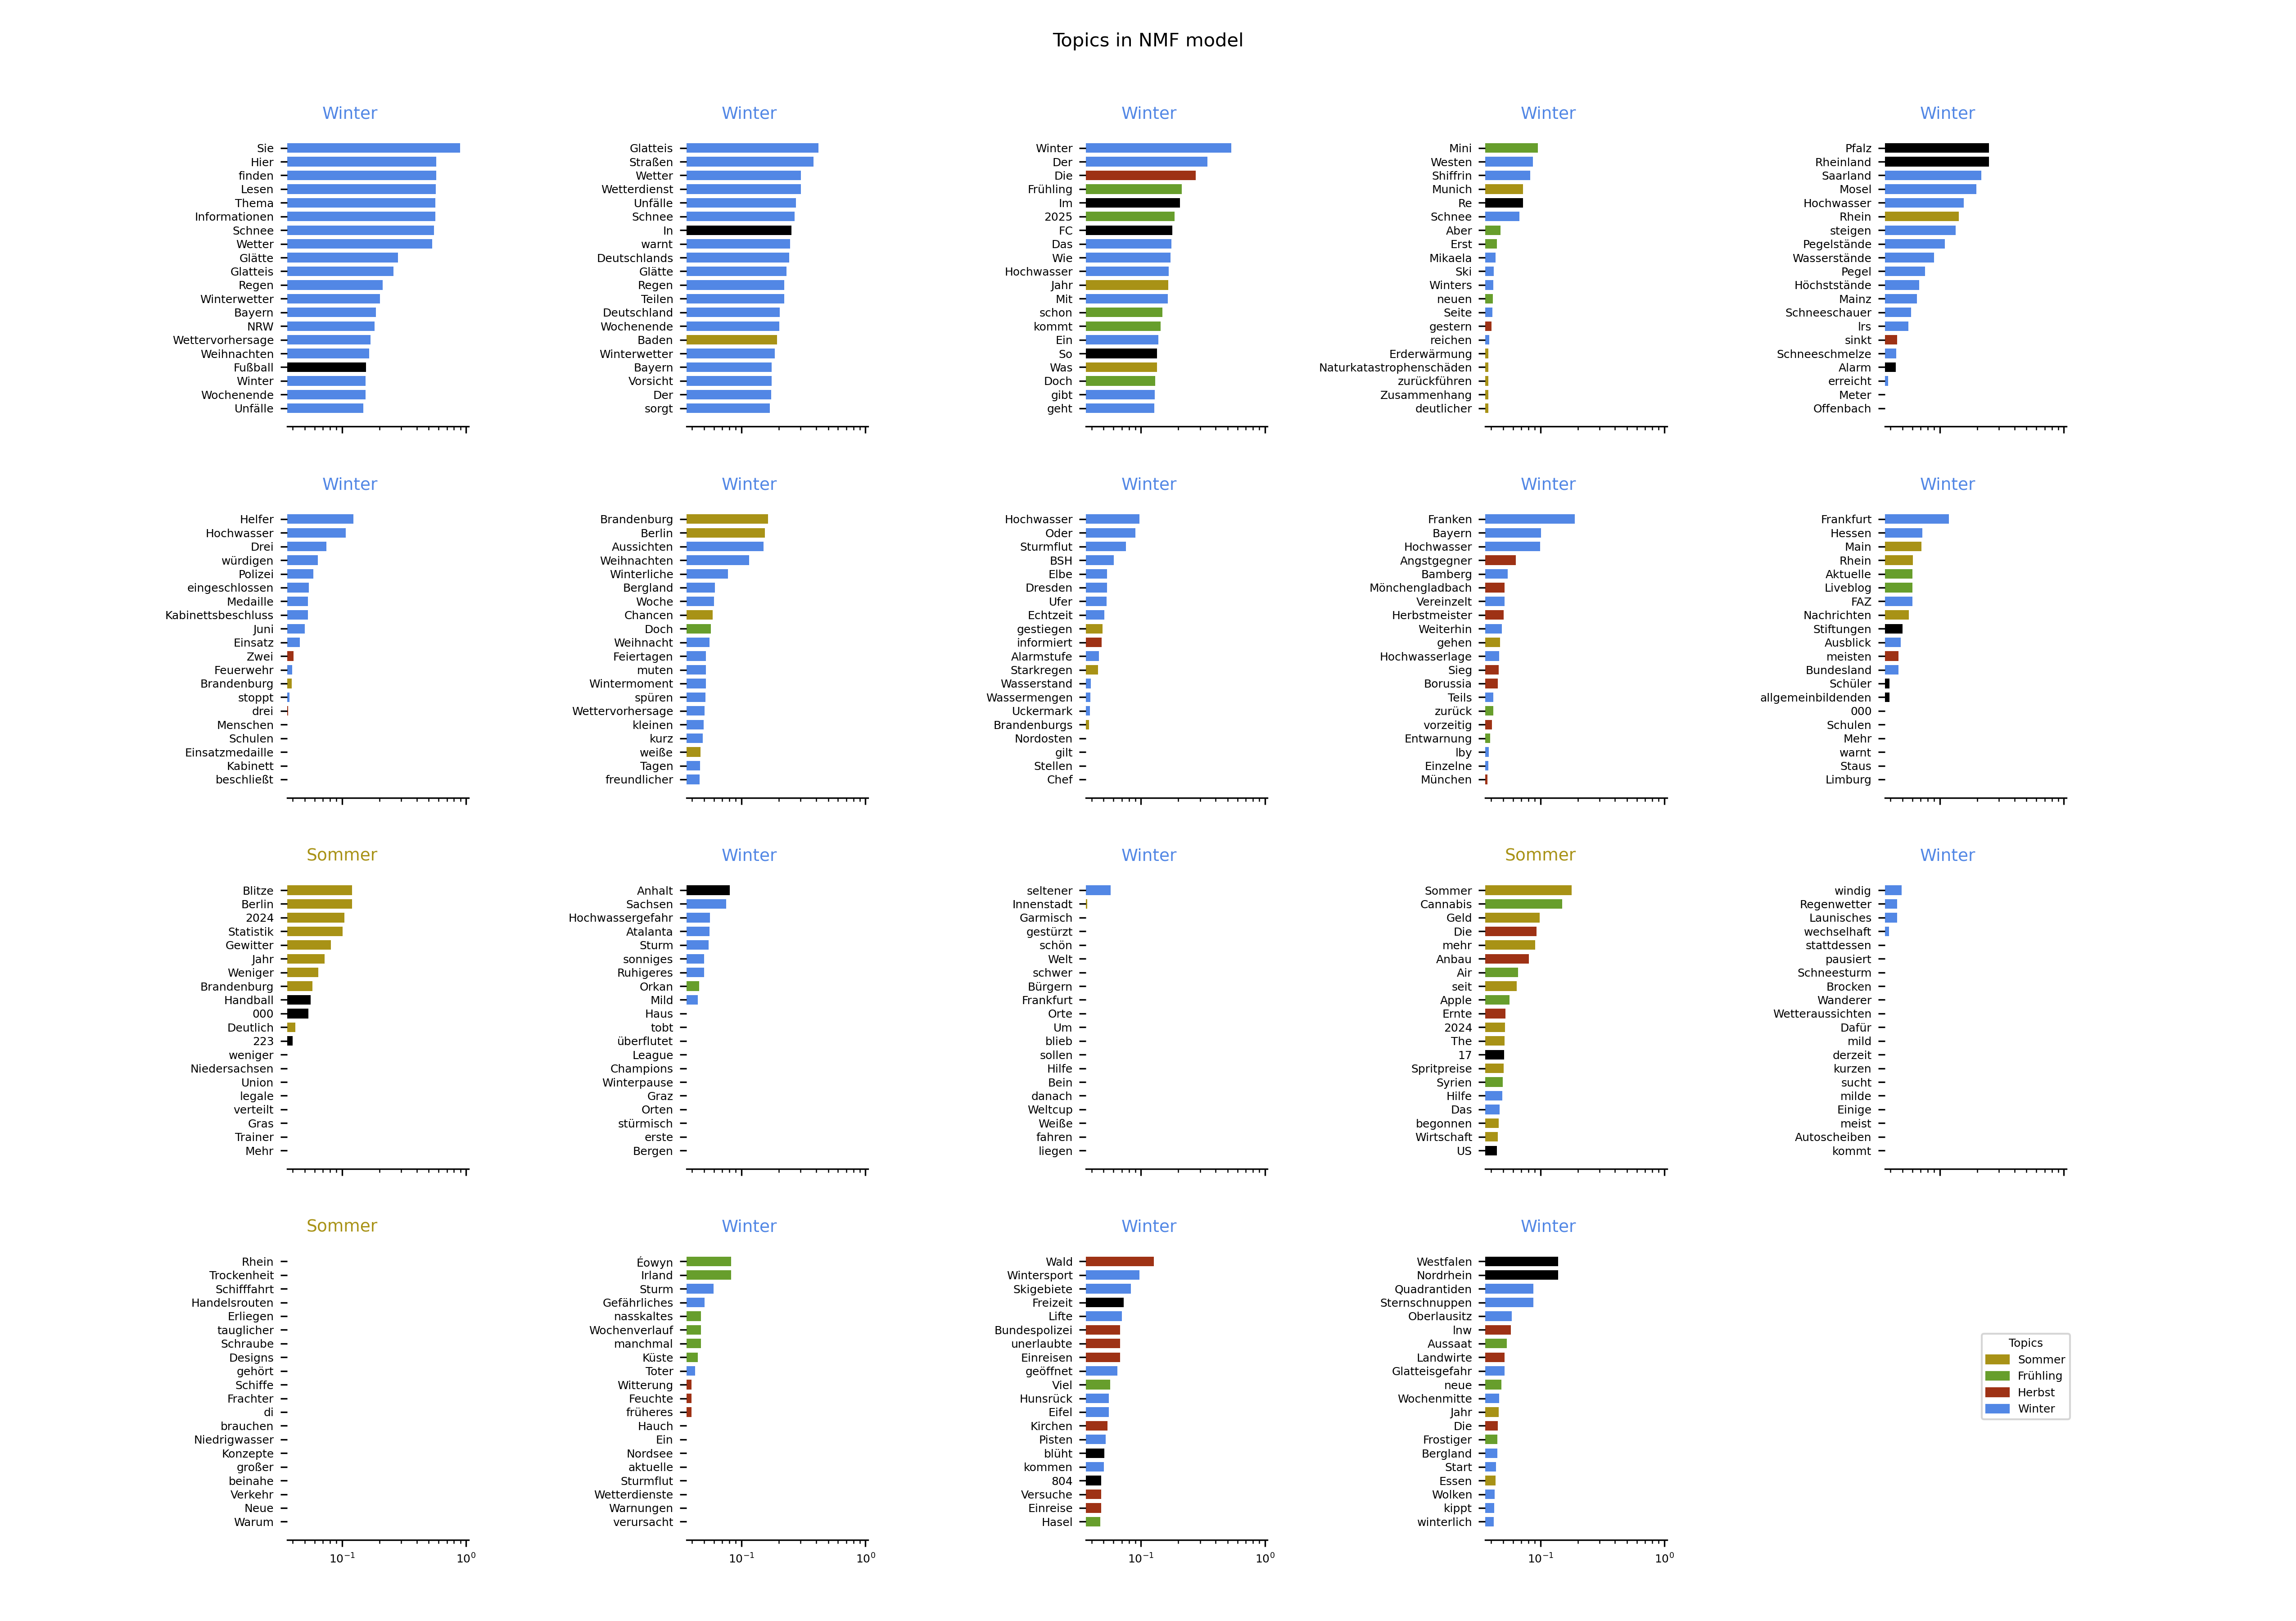 Topics in NMF model
Winter
Sie
Hier
finden
Lesen
Thema
Informationen
Schnee
Wetter
Glätte
Glatteis
Regen
Winterwetter
Bayern
NRW
Wettervorhersage
Weihnachten
Fußball
Winter
Wochenende
Unfälle
Winter
Glatteis
Straßen
Wetter
Wetterdienst
Unfälle
Schnee
In
warnt
Deutschlands
Glätte
Regen
Teilen
Deutschland
Wochenende
Baden
Winterwetter
Bayern
Vorsicht
Der
sorgt
Winter
Winter
Der
Die
Frühling
Im
2025
FC
Das
Wie
Hochwasser
Jahr
Mit
schon
kommt
Ein
So
Was
Doch
gibt
geht
Winter
Mini
Westen
Shiffrin
Munich
Re
Schnee
Aber
Erst
Mikaela
Ski
Winters
neuen
Seite
gestern
reichen
Erderwärmung
Naturkatastrophenschäden
zurückführen
Zusammenhang
deutlicher
Winter
Pfalz
Rheinland
Saarland
Mosel
Hochwasser
Rhein
steigen
Pegelstände
Wasserstände
Pegel
Höchststände
Mainz
Schneeschauer
lrs
sinkt
Schneeschmelze
Alarm
erreicht
Meter
Offenbach
Winter
Helfer
Hochwasser
Drei
würdigen
Polizei
eingeschlossen
Medaille
Kabinettsbeschluss
Juni
Einsatz
Zwei
Feuerwehr
Brandenburg
stoppt
drei
Menschen
Schulen
Einsatzmedaille
Kabinett
beschließt
Winter
Brandenburg
Berlin
Aussichten
Weihnachten
Winterliche
Bergland
Woche
Chancen
Doch
Weihnacht
Feiertagen
muten
Wintermoment
spüren
Wettervorhersage
kleinen
kurz
weiße
Tagen
freundlicher
Winter
Hochwasser
Oder
Sturmflut
BSH
Elbe
Dresden
Ufer
Echtzeit
gestiegen
informiert
Alarmstufe
Starkregen
Wasserstand
Wassermengen
Uckermark
Brandenburgs
Nordosten
gilt
Stellen
Chef
Winter
Franken
Bayern
Hochwasser
Angstgegner
Bamberg
Mönchengladbach
Vereinzelt
Herbstmeister
Weiterhin
gehen
Hochwasserlage
Sieg
Borussia
Teils
zurück
vorzeitig
Entwarnung
lby
Einzelne
München
Winter
Frankfurt
Hessen
Main
Rhein
Aktuelle
Liveblog
FAZ
Nachrichten
Stiftungen
Ausblick
meisten
Bundesland
Schüler
allgemeinbildenden
000
Schulen
Mehr
warnt
Staus
Limburg
Sommer
Blitze
Berlin
2024
Statistik
Gewitter
Jahr
Weniger
Brandenburg
Handball
000
Deutlich
223
weniger
Niedersachsen
Union
legale
verteilt
Gras
Trainer
Mehr
Winter
Anhalt
Sachsen
Hochwassergefahr
Atalanta
Sturm
sonniges
Ruhigeres
Orkan
Mild
Haus
tobt
überflutet
League
Champions
Winterpause
Graz
Orten
stürmisch
erste
Bergen
Winter
seltener
Innenstadt
Garmisch
gestürzt
schön
Welt
schwer
Bürgern
Frankfurt
Orte
Um
blieb
sollen
Hilfe
Bein
danach
Weltcup
Weiße
fahren
liegen
Sommer
Sommer
Cannabis
Geld
Die
mehr
Anbau
Air
seit
Apple
Ernte
2024
The
17
Spritpreise
Syrien
Hilfe
Das
begonnen
Wirtschaft
US
Winter
windig
Regenwetter
Launisches
wechselhaft
stattdessen
pausiert
Schneesturm
Brocken
Wanderer
Wetteraussichten
Dafür
mild
derzeit
kurzen
sucht
milde
Einige
meist
Autoscheiben
kommt
Sommer
Rhein
Trockenheit
Schifffahrt
Handelsrouten
Erliegen
tauglicher
Schraube
Designs
gehört
Schiffe
Frachter
di
brauchen
Niedrigwasser
Konzepte
großer
beinahe
Verkehr
Neue
Warum
10⁻¹ 10⁰
Winter
Éowyn
Irland
Sturm
Gefährliches
nasskaltes
Wochenverlauf
manchmal
Küste
Toter
Witterung
Feuchte
früheres
Hauch
Ein
Nordsee
aktuelle
Sturmflut
Wetterdienste
Warnungen
verursacht
10⁻¹ 10⁰
Winter
Wald
Wintersport
Skigebiete
Freizeit
Lifte
Bundespolizei
unerlaubte
Einreisen
geöffnet
Viel
Hunsrück
Eifel
Kirchen
Pisten
blüht
kommen
804
Versuche
Einreise
Hasel
10⁻¹ 10⁰
Winter
Westfalen
Nordrhein
Quadrantiden
Sternschnuppen
Oberlausitz
lnw
Aussaat
Landwirte
Glatteisgefahr
neue
Wochenmitte
Jahr
Die
Frostiger
Bergland
Start
Essen
Wolken
kippt
winterlich
10⁻¹ 10⁰
Topics
Sommer
Frühling
Herbst
Winter